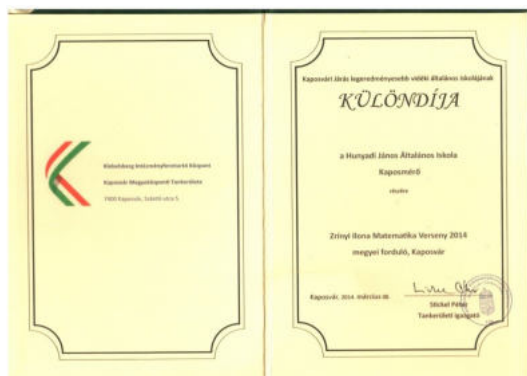 Klebelsberg Intézményfenntartó Központ
Kaposvár Megyeközponti Tankerülete
7400 Kaposvár, Szántó utca 5.
Kaposvári Járás legeredményesebb vidéki általános iskolájának
KÜLÖNDÍJA
a Hunyadi János Általános Iskola
Kaposmérő
részére
Zrínyi Ilona Matematika Verseny 2014
megyei forduló, Kaposvár
Kaposvár, 2014. március 08.
Stickel Péter
Tankerületi igazgató